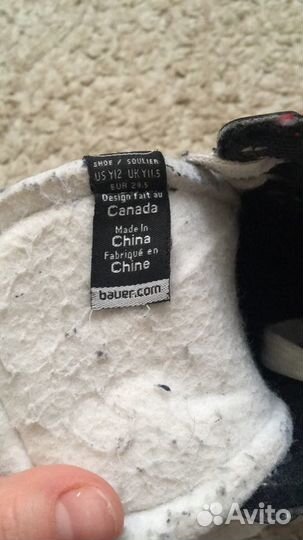 SHOE / SOULIER
US Y12 UK Y11.5
EUR 29.5
Design fait au
Canada
Made In
China
Fabriqué en
Chine
bauer.com
Avito